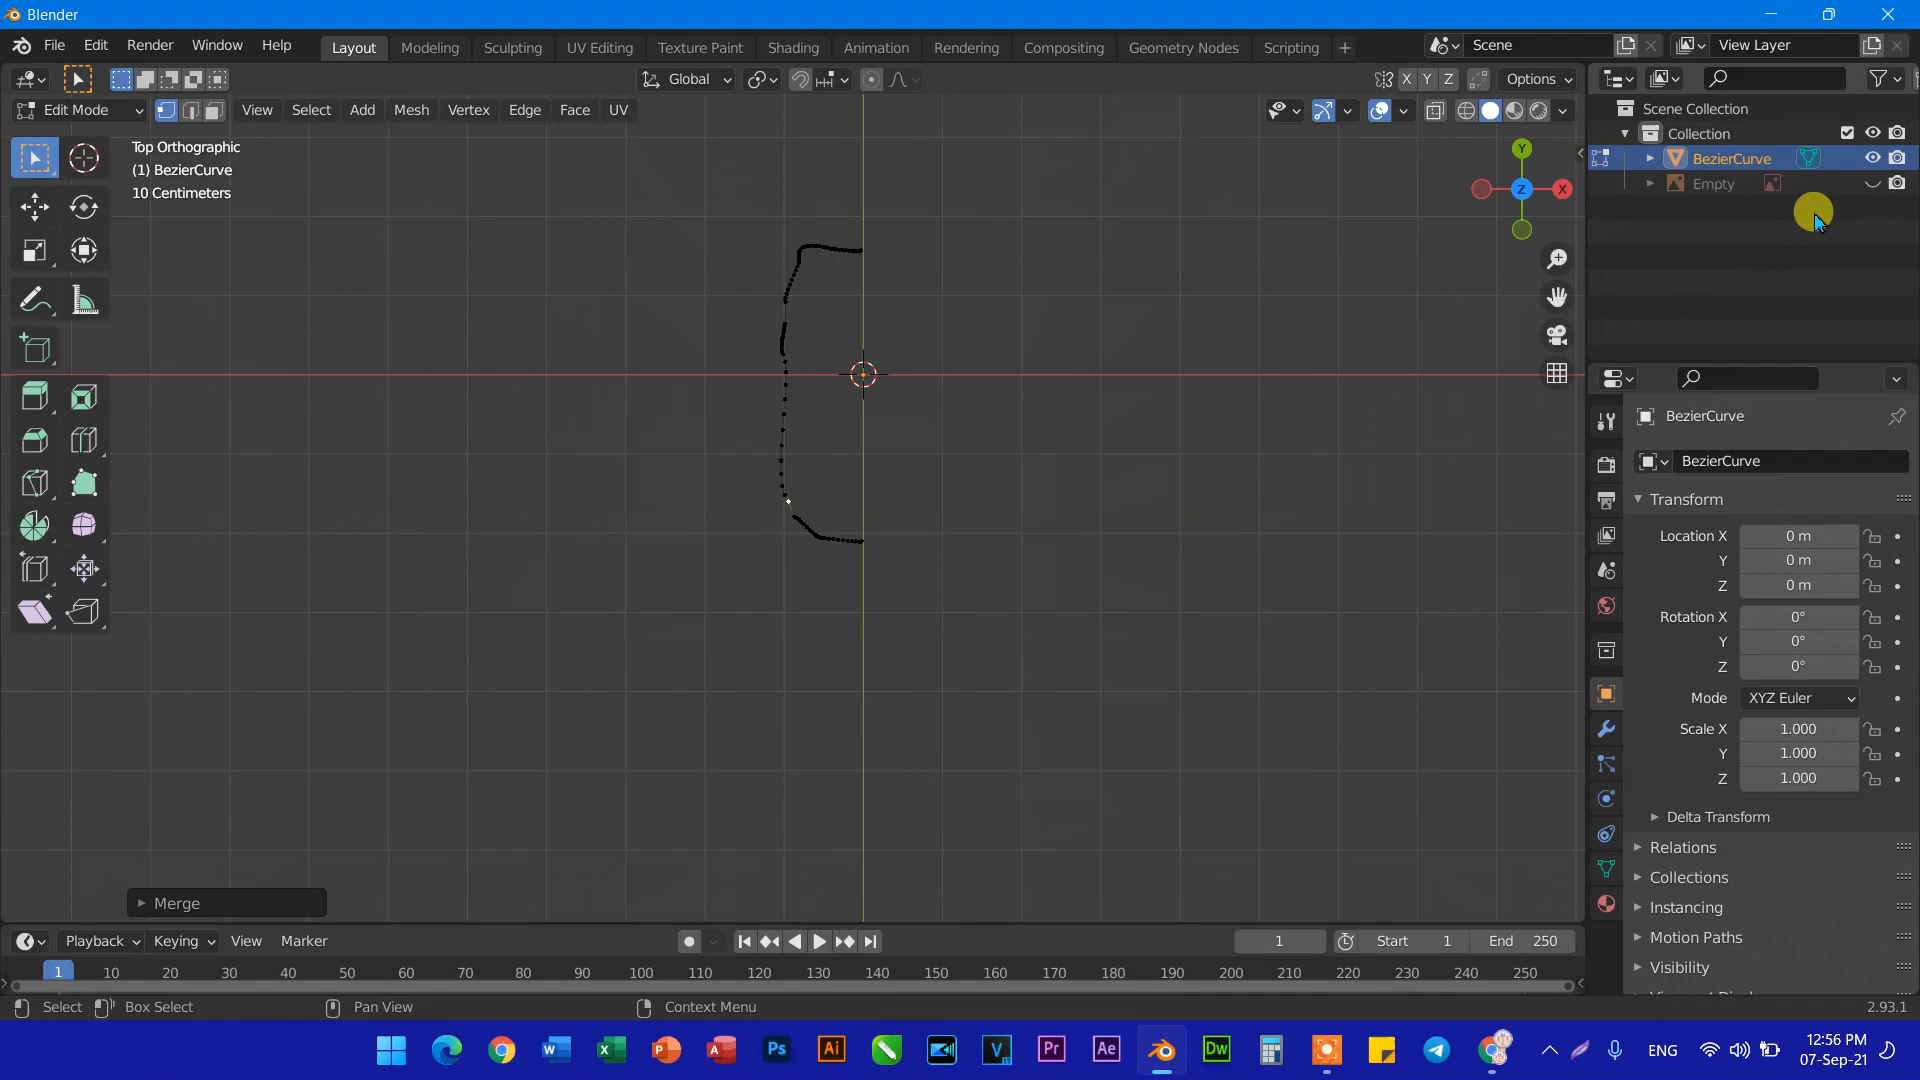 Blender
File Edit Render Window Help Layout Modeling Sculpting UV Editing Texture Paint Shading Animation Rendering Compositing Geometry Nodes Scripting + Scene View Layer
Global X Y Z Options
Edit Mode View Select Add Mesh Vertex Edge Face UV
Top Orthographic
(1) BezierCurve
10 Centimeters
Y
Z X
Scene Collection
Collection
BezierCurve
Empty
BezierCurve
BezierCurve
Transform
Location X 0 m
Y 0 m
Z 0 m
Rotation X 0°
Y 0°
Z 0°
Mode XYZ Euler
Scale X 1.000
Y 1.000
Z 1.000
Delta Transform
Relations
Collections
Instancing
Motion Paths
Visibility
Merge
Playback Keying View Marker 1 Start 1 End 250
1 10 20 30 40 50 60 70 80 90 100 110 120 130 140 150 160 170 180 190 200 210 220 230 240 250
Select Box Select Pan View Context Menu 2.93.1
Ps Ai V Pr Ae Dw ENG 12:56 PM
07-Sep-21